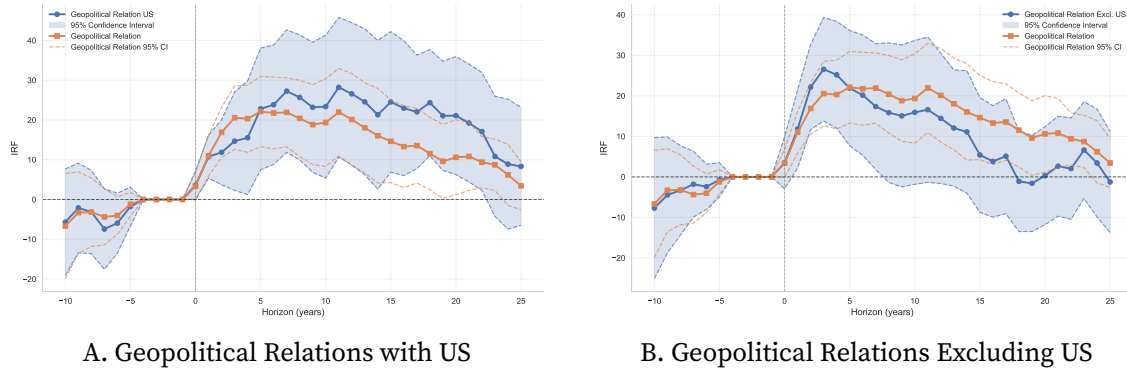 Geopolitical Relation US
95% Confidence Interval
Geopolitical Relation
Geopolitical Relation 95% CI
40
30
20
10
0
−10
−20
IRF
−10
−5
0
5
10
15
20
25
Horizon (years)
A. Geopolitical Relations with US
Geopolitical Relation Excl. US
95% Confidence Interval
Geopolitical Relation
Geopolitical Relation 95% CI
40
30
20
10
0
−10
−20
IRF
−10
−5
0
5
10
15
20
25
Horizon (years)
B. Geopolitical Relations Excluding US